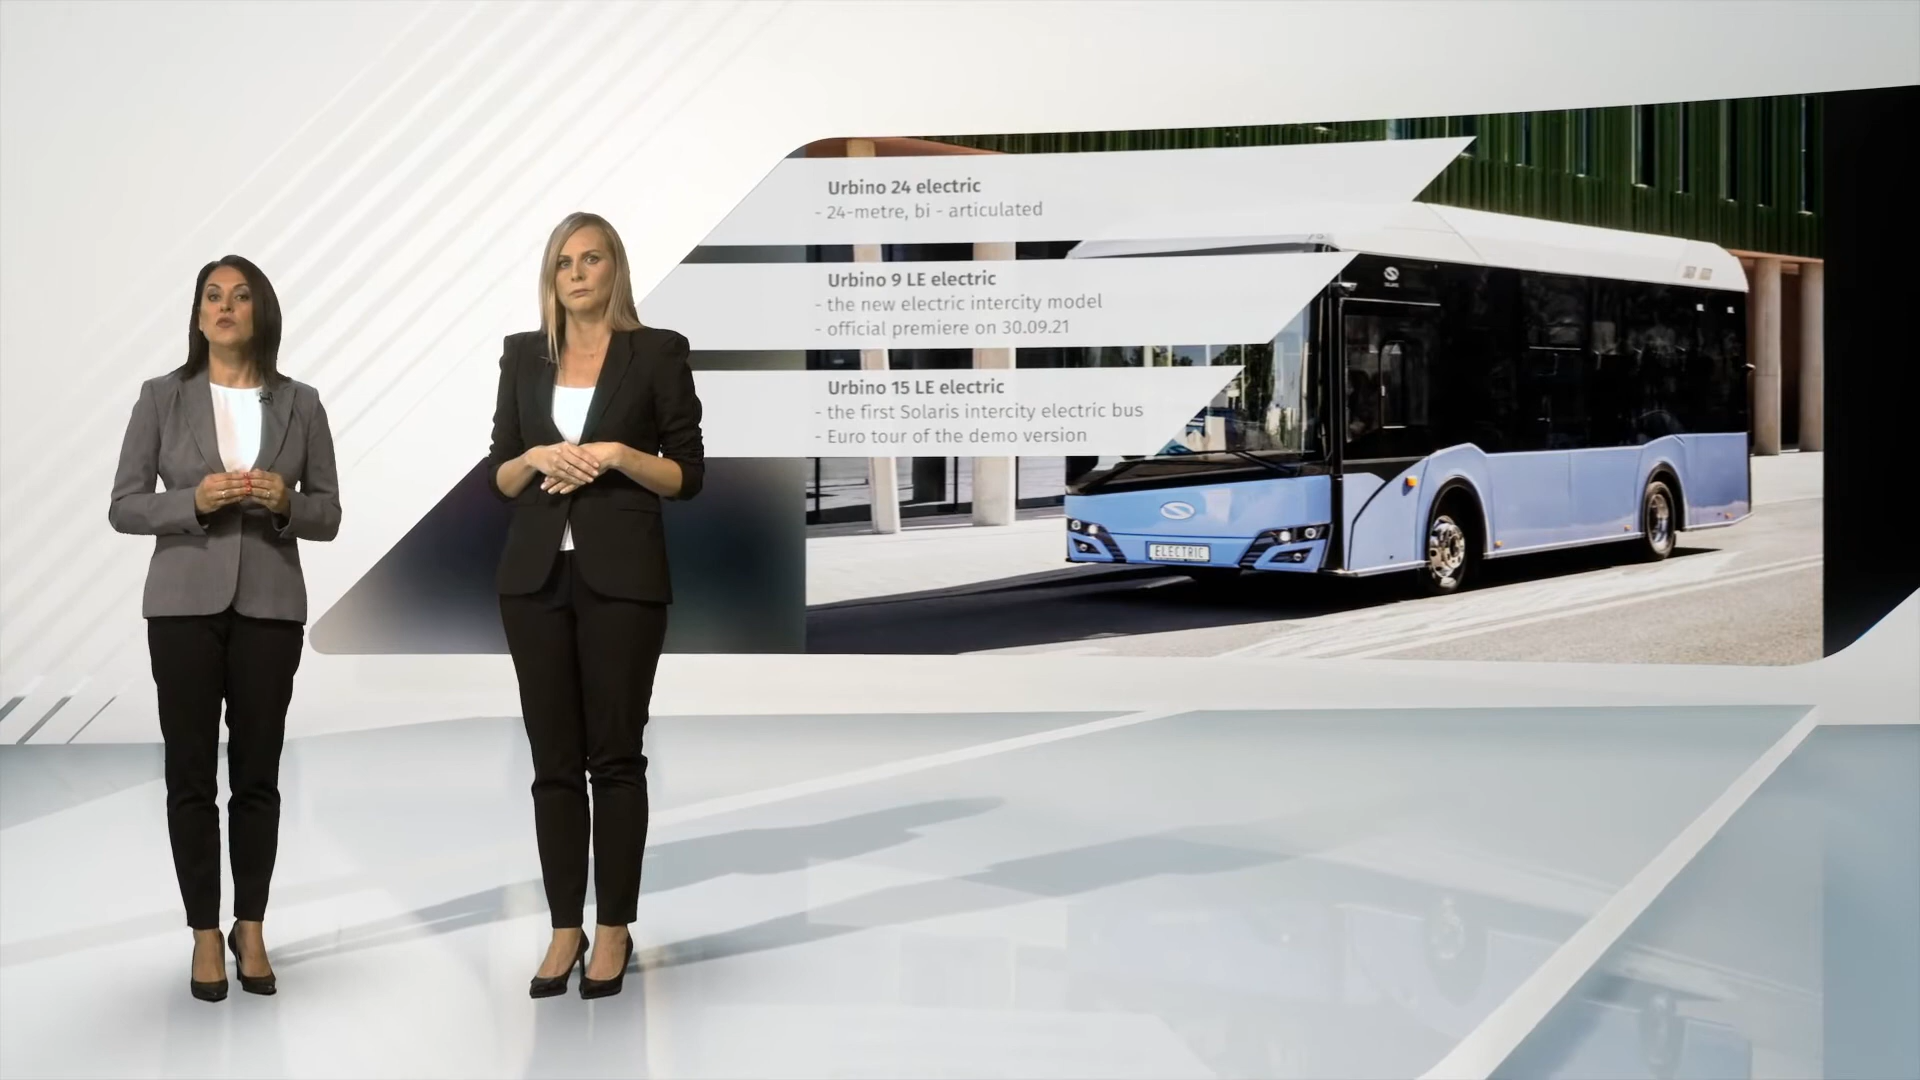 Urbino 24 electric
- 24-metre, bi - articulated
Urbino 9 LE electric
- the new electric intercity model
- official premiere on 30.09.21
Urbino 15 LE electric
- the first Solaris intercity electric bus
- Euro tour of the demo version
SOLARIS
ELECTRIC